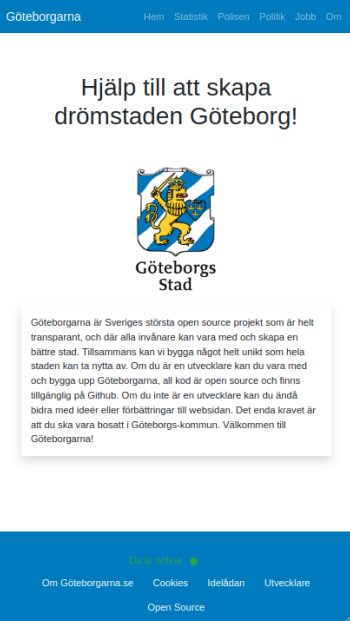 Göteborgarna Hem Statistik Polisen Politik Jobb Om
Hjälp till att skapa
drömstaden Göteborg!
Göteborgs
Stad
Göteborgarna är Sveriges största open source projekt som är helt
transparant, och där alla invånare kan vara med och skapa en
bättre stad. Tillsammans kan vi bygga något helt unikt som hela
staden kan ta nytta av. Om du är en utvecklare kan du vara med
och bygga upp Göteborgarna, all kod är open source och finns
tillgänglig på Github. Om du inte är en utvecklare kan du ändå
bidra med ideér eller förbättringar till websidan. Det enda kravet är
att du ska vara bosatt i Göteborgs-kommun. Välkommen till
Göteborgarna!
Du är online
Om Göteborgarna.se Cookies Idelådan Utvecklare
Open Source